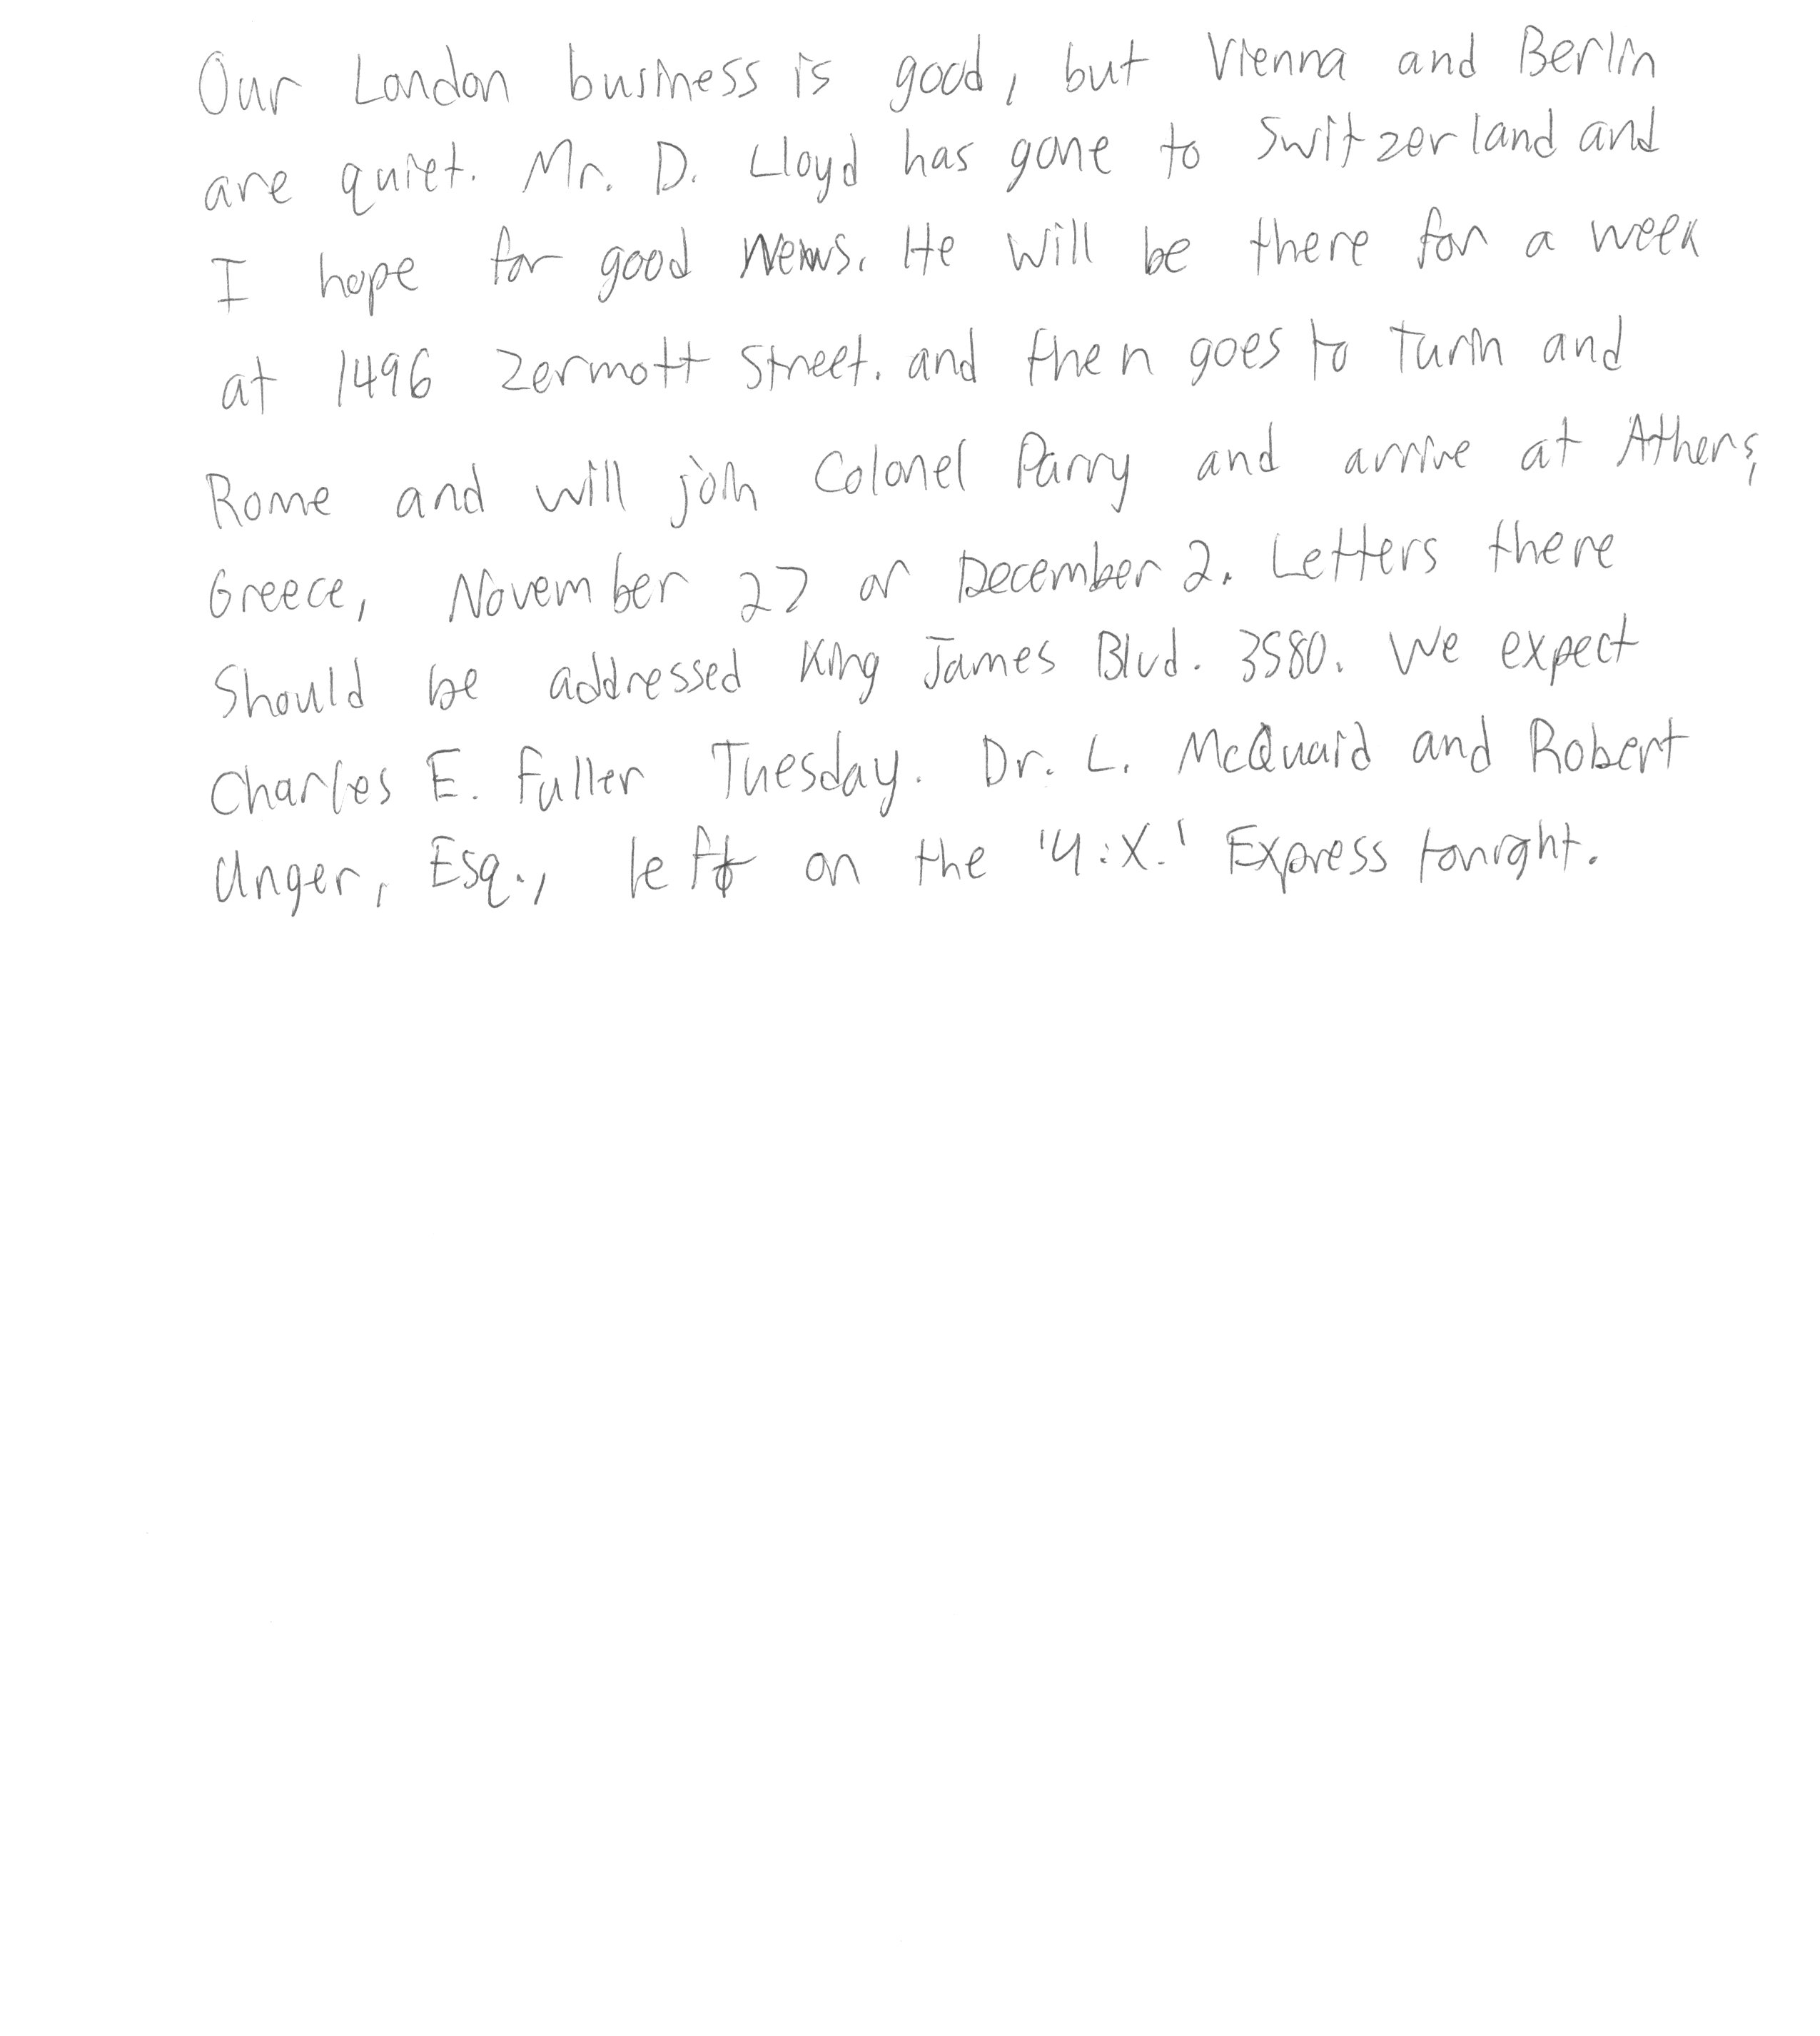 Our London business is good, but Vienna and Berlin
are quiet. Mr. D. Lloyd has gone to Switzerland and
I hope for good news. He will be there for a week
at 1496 Zermott Street. and then goes to Turin and
Rome and will join Colonel Parry and arrive at Athens,
Greece, November 27 or December 2. Letters there
should be addressed King James Blvd. 3580. We expect
Charles E. Fuller Tuesday. Dr. L. McQuaid and Robert
Unger, Esq., left on the '4:X.' Express tonight.